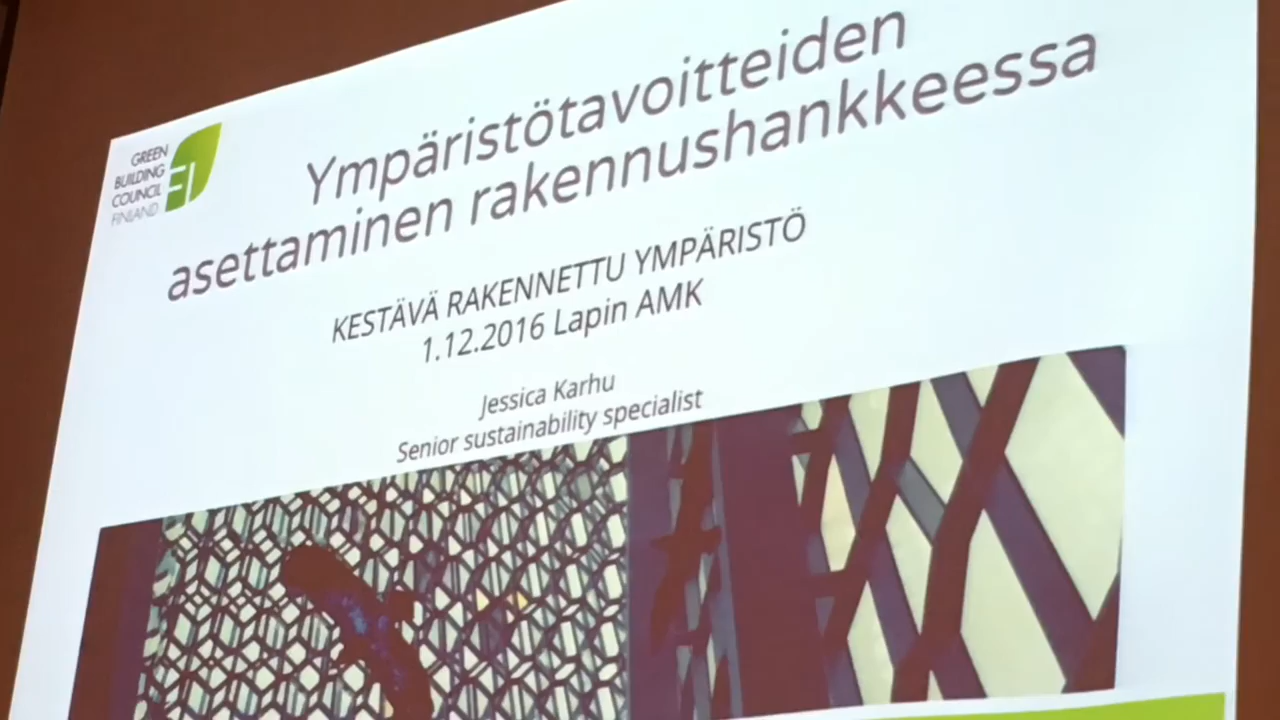 GREEN
BUILDING
COUNCIL
FINLAND
FI
Ympäristötavoitteiden
asettaminen rakennushankkeessa
KESTÄVÄ RAKENNETTU YMPÄRISTÖ
1.12.2016 Lapin AMK
Jessica Karhu
Senior sustainability specialist